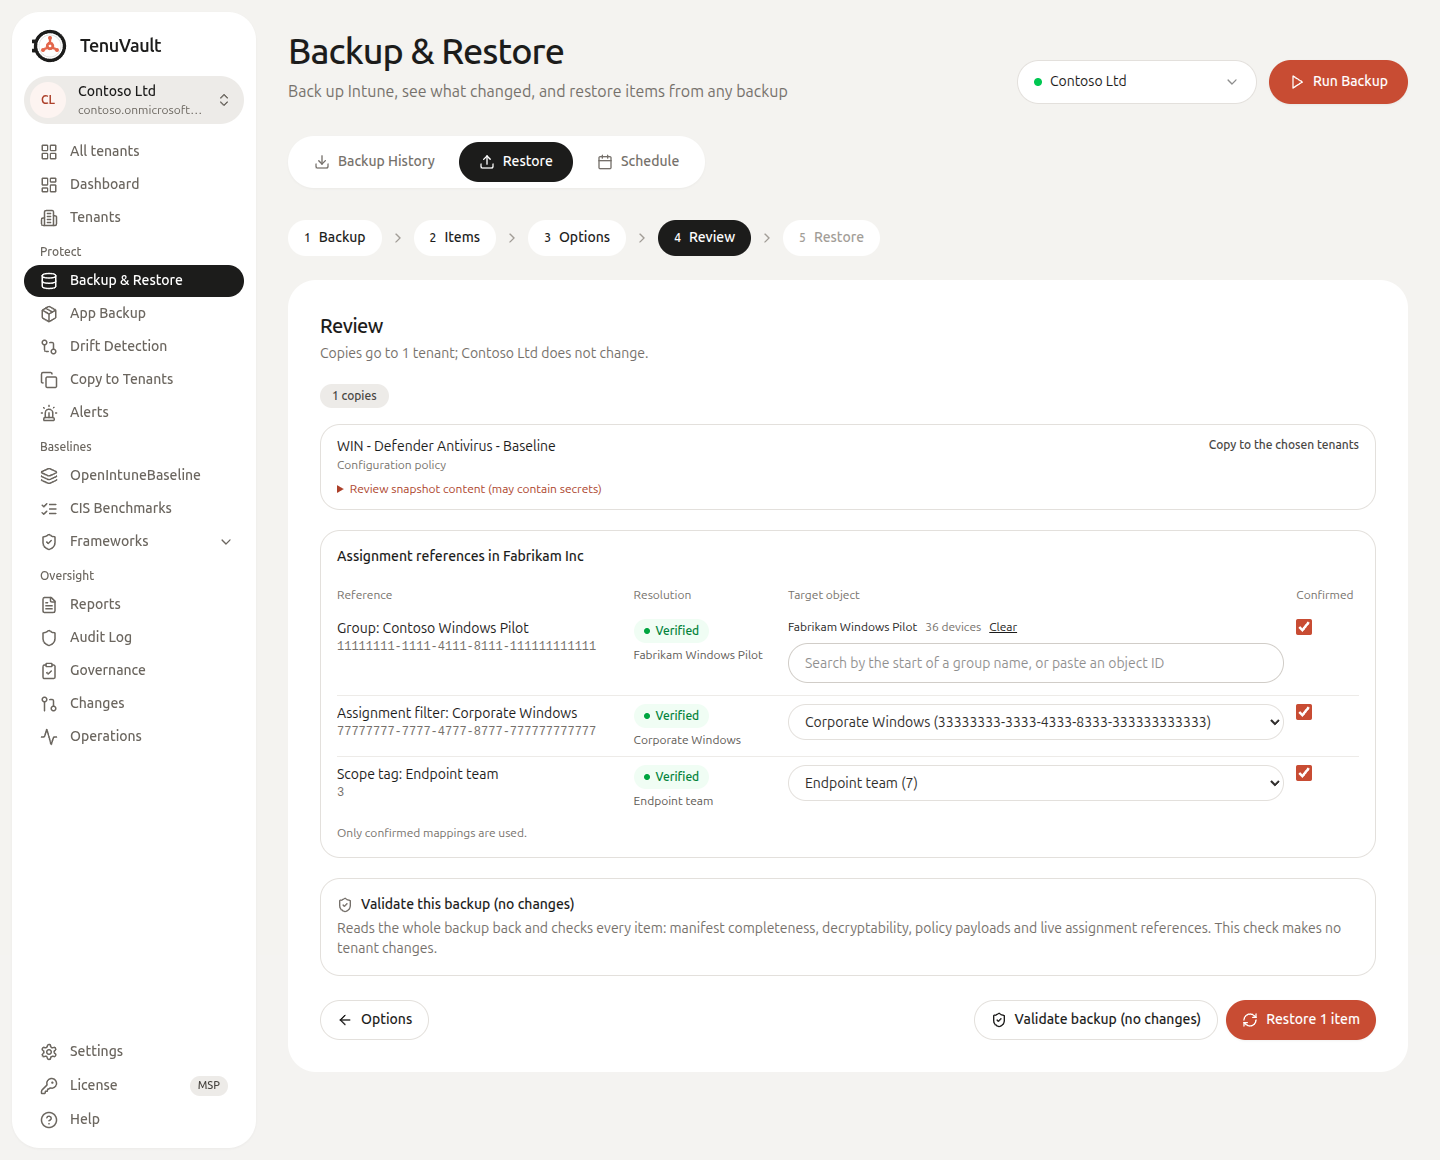 TenuVault
CL
Contoso Ltd
contoso.onmicrosoft...
All tenants
Dashboard
Tenants
Protect
Backup & Restore
App Backup
Drift Detection
Copy to Tenants
Alerts
Baselines
OpenIntuneBaseline
CIS Benchmarks
Frameworks
Oversight
Reports
Audit Log
Governance
Changes
Operations
Settings
License
MSP
Help
Backup & Restore
Back up Intune, see what changed, and restore items from any backup
Contoso Ltd
Run Backup
Backup History
Restore
Schedule
1 Backup
2 Items
3 Options
4 Review
5 Restore
Review
Copies go to 1 tenant; Contoso Ltd does not change.
1 copies
WIN - Defender Antivirus - Baseline
Copy to the chosen tenants
Configuration policy
Review snapshot content (may contain secrets)
Assignment references in Fabrikam Inc
Reference Resolution Target object Confirmed
Group: Contoso Windows Pilot
11111111-1111-4111-8111-111111111111
Verified
Fabrikam Windows Pilot
Fabrikam Windows Pilot 36 devices Clear
Search by the start of a group name, or paste an object ID
Assignment filter: Corporate Windows
77777777-7777-4777-8777-777777777777
Verified
Corporate Windows
Corporate Windows (33333333-3333-4333-8333-333333333333)
Scope tag: Endpoint team
3
Verified
Endpoint team
Endpoint team (7)
Only confirmed mappings are used.
Validate this backup (no changes)
Reads the whole backup back and checks every item: manifest completeness, decryptability, policy payloads and live assignment references. This check makes no
tenant changes.
Options
Validate backup (no changes)
Restore 1 item